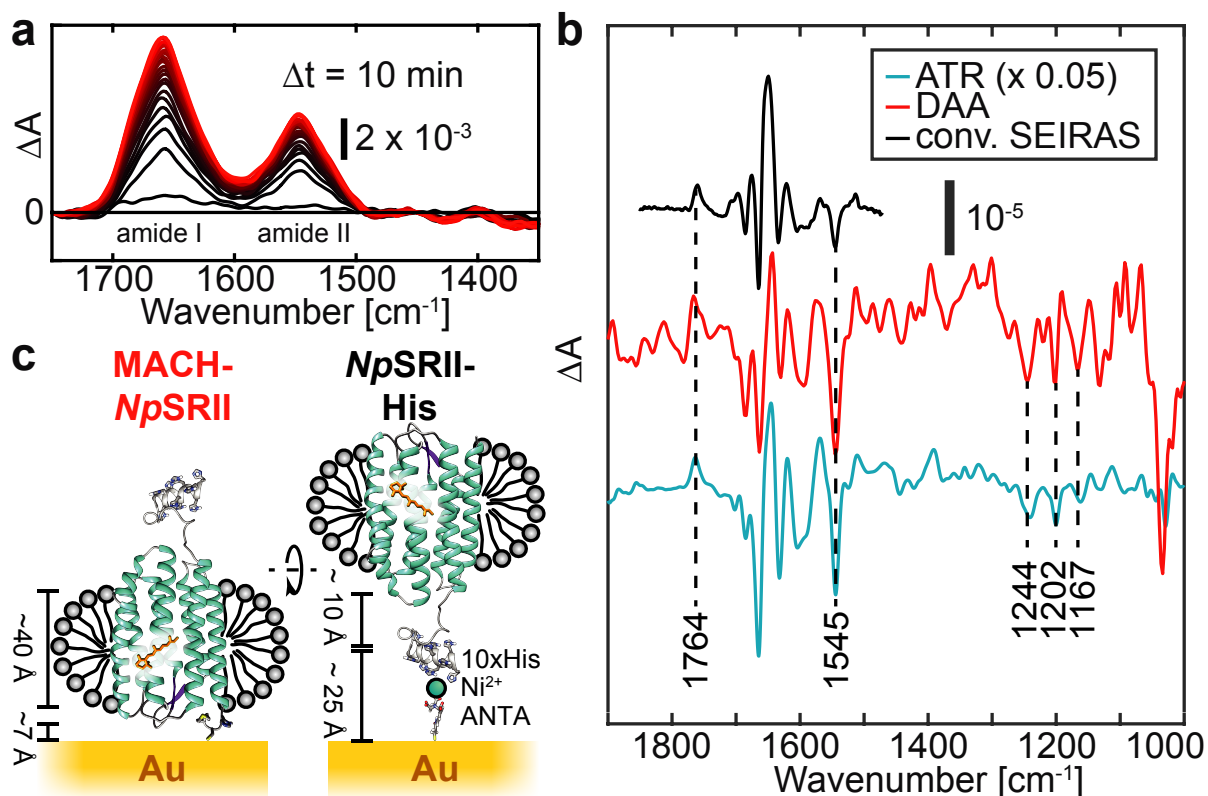 a
ΔA
0
Δt = 10 min
2 x 10⁻³
amide I
amide II
1700
1600
1500
1400
Wavenumber [cm⁻¹]
b
ATR (x 0.05)
DAA
conv. SEIRAS
10⁻⁵
ΔA
1764
1545
1244
1202
1167
1800
1600
1400
1200
1000
Wavenumber [cm⁻¹]
c
MACH-
NpSRII
NpSRII-
His
~40 Å
~7 Å
~ 10 Å
~ 25 Å
10xHis
Ni²⁺
ANTA
Au
Au